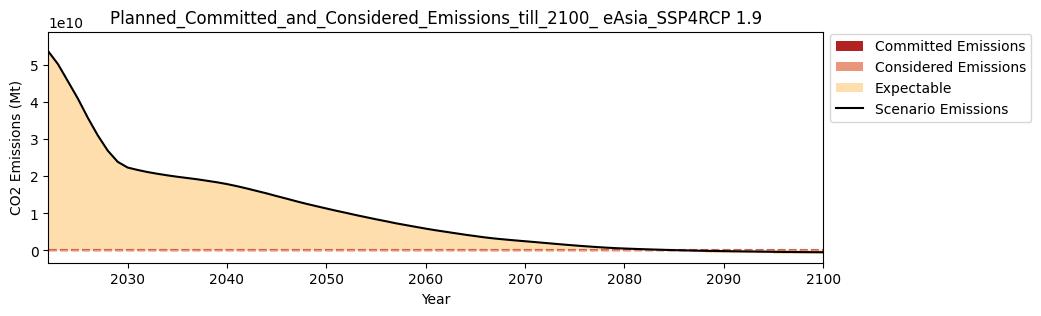 Planned_Committed_and_Considered_Emissions_till_2100_ eAsia_SSP4RCP 1.9
1e10
CO2 Emissions (Mt)
5
4
3
2
1
0
2030 2040 2050 2060 2070 2080 2090 2100
Year
Committed Emissions
Considered Emissions
Expectable
Scenario Emissions